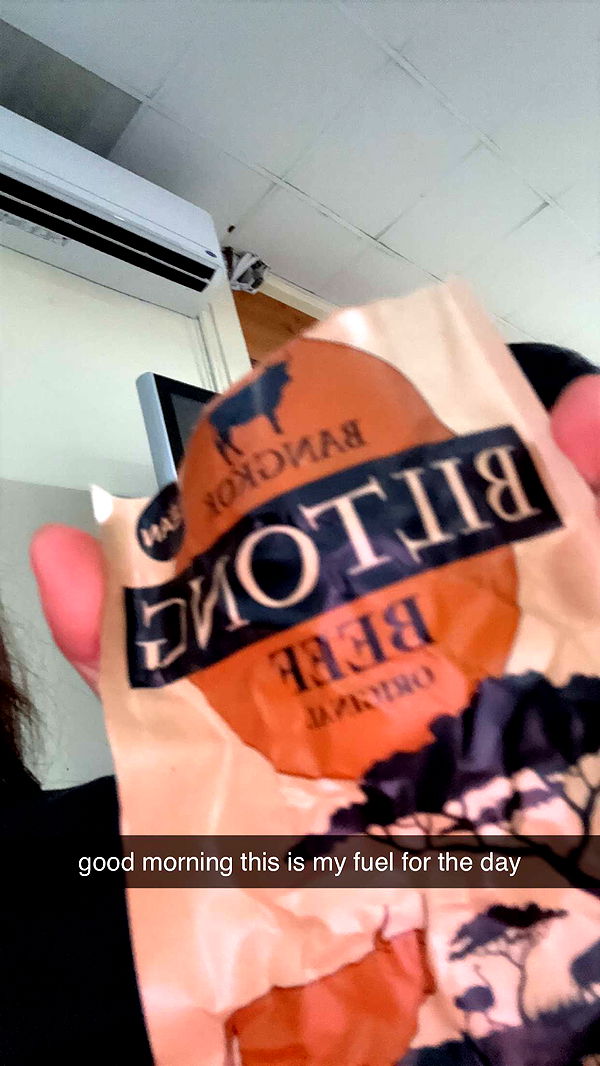 BANGKOK
BILTONG
BEEF
ORIGINAL
good morning this is my fuel for the day